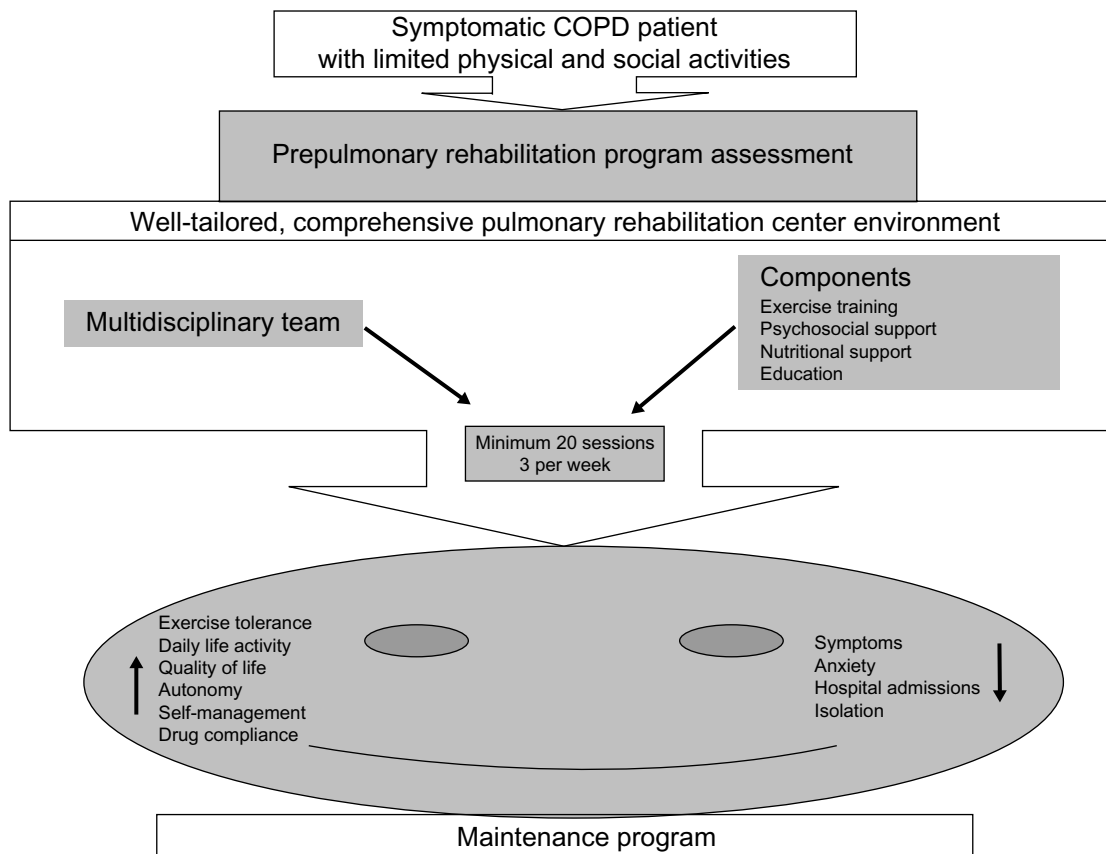 Symptomatic COPD patient
with limited physical and social activities
Prepulmonary rehabilitation program assessment
Well-tailored, comprehensive pulmonary rehabilitation center environment
Multidisciplinary team
Components
Exercise training
Psychosocial support
Nutritional support
Education
Minimum 20 sessions
3 per week
Exercise tolerance
Daily life activity
Quality of life
Autonomy
Self-management
Drug compliance
Symptoms
Anxiety
Hospital admissions
Isolation
Maintenance program